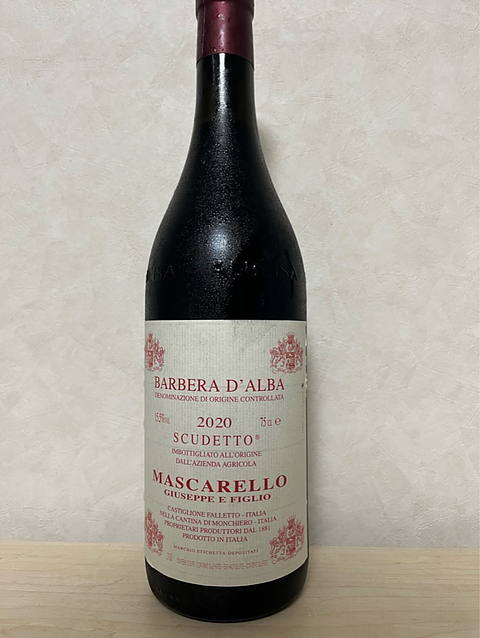 BARBERA D'ALBA
DENOMINAZIONE DI ORIGINE CONTROLLATA
15,5%vol. 2020 75 cl e
SCUDETTO®
IMBOTTIGLIATO ALL'ORIGINE
DALL'AZIENDA AGRICOLA
MASCARELLO
GIUSEPPE E FIGLIO
CASTIGLIONE FALLETTO - ITALIA
NELLA CANTINA DI MONCHIERO - ITALIA
PROPRIETARI PRODUTTORI DAL 1881
PRODOTTO IN ITALIA
MARCHIO ETICHETTA DEPOSITATI